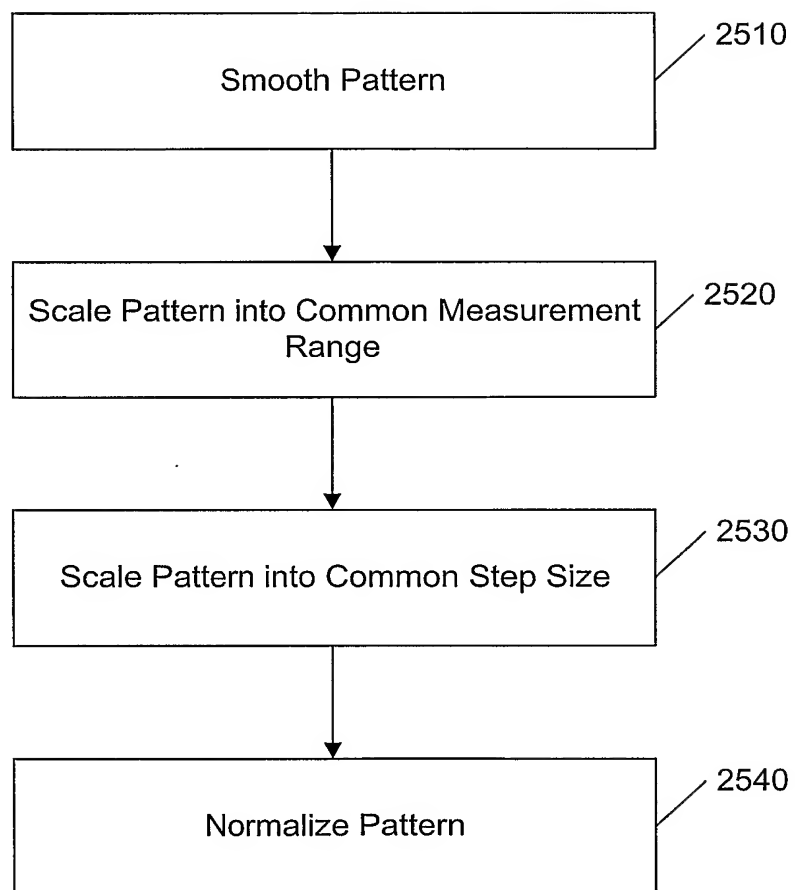 2510
Smooth Pattern
2520
Scale Pattern into Common Measurement
Range
2530
Scale Pattern into Common Step Size
2540
Normalize Pattern